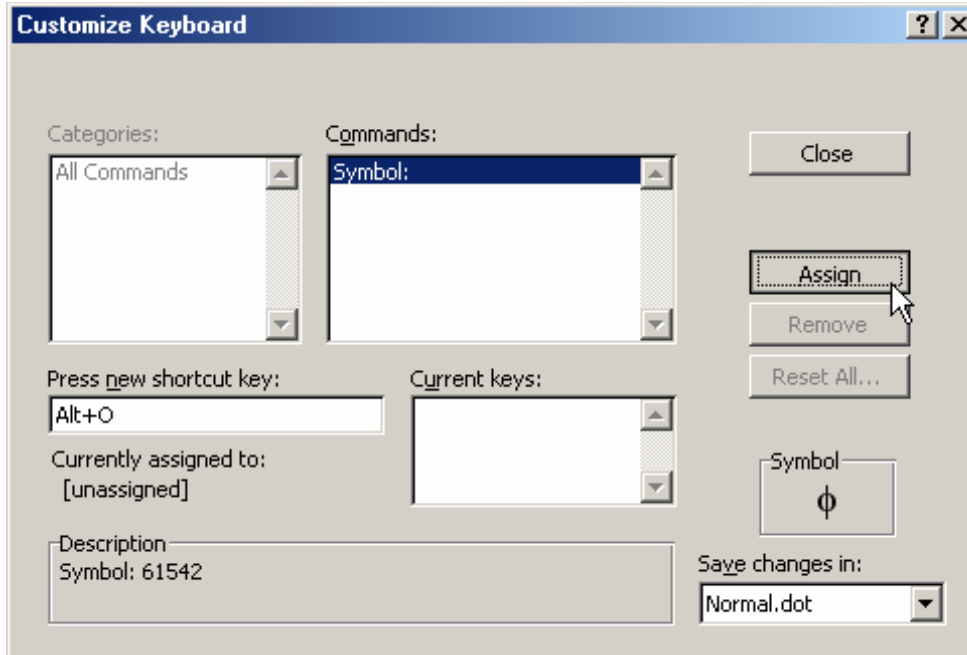 Customize Keyboard
Categories:
Commands:
All Commands
Symbol:
Close
Assign
Remove
Reset All...
Press new shortcut key:
Current keys:
Alt+O
Currently assigned to:
[unassigned]
Symbol
ϕ
Description
Symbol: 61542
Save changes in:
Normal.dot